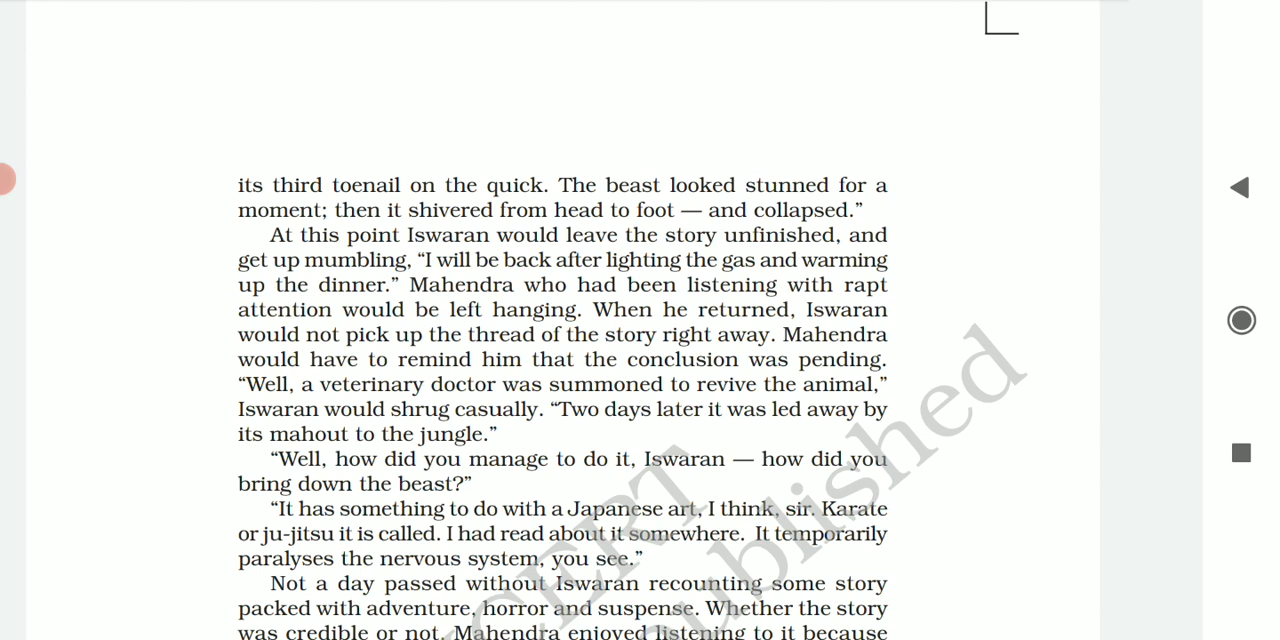 its third toenail on the quick. The beast looked stunned for a
moment; then it shivered from head to foot — and collapsed.”
At this point Iswaran would leave the story unfinished, and
get up mumbling, “I will be back after lighting the gas and warming
up the dinner.” Mahendra who had been listening with rapt
attention would be left hanging. When he returned, Iswaran
would not pick up the thread of the story right away. Mahendra
would have to remind him that the conclusion was pending.
“Well, a veterinary doctor was summoned to revive the animal,”
Iswaran would shrug casually. “Two days later it was led away by
its mahout to the jungle.”
“Well, how did you manage to do it, Iswaran — how did you
bring down the beast?”
“It has something to do with a Japanese art, I think, sir. Karate
or ju-jitsu it is called. I had read about it somewhere. It temporarily
paralyses the nervous system, you see.”
Not a day passed without Iswaran recounting some story
packed with adventure, horror and suspense. Whether the story
was credible or not, Mahendra enjoyed listening to it because